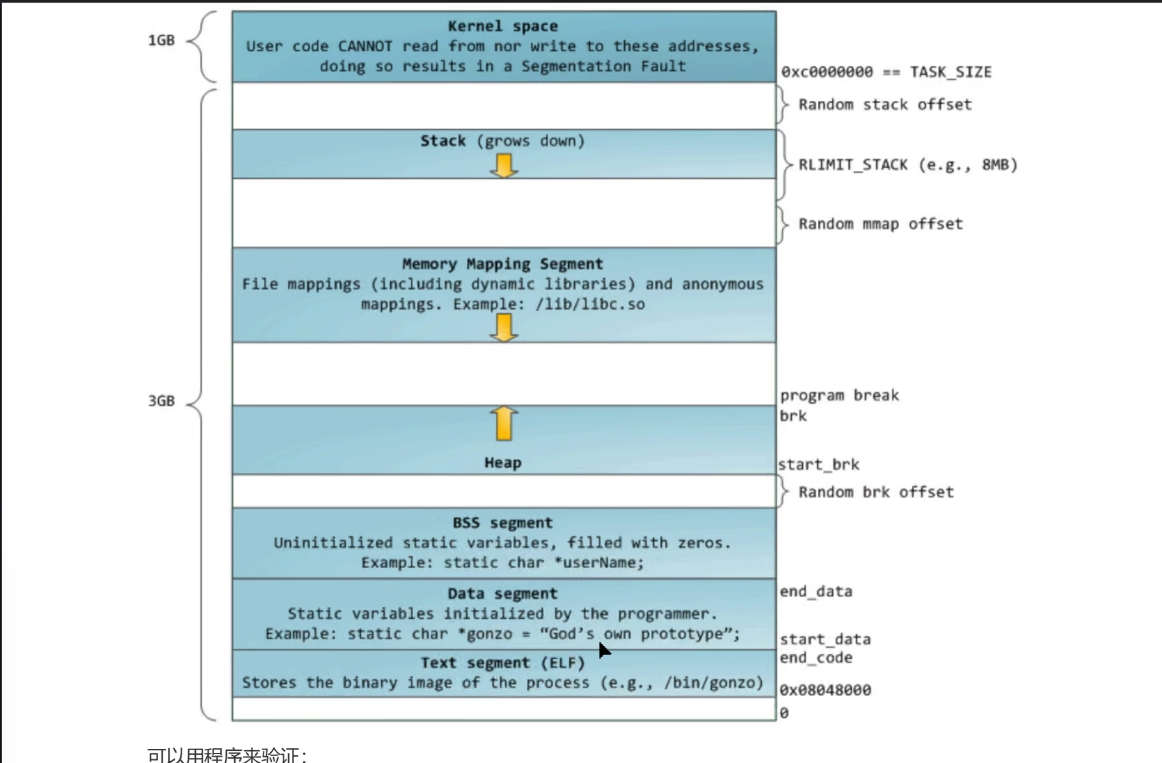 1GB
Kernel space
User code CANNOT read from nor write to these addresses,
doing so results in a Segmentation Fault
0xc0000000 == TASK_SIZE
Random stack offset
Stack (grows down)
RLIMIT_STACK (e.g., 8MB)
Random mmap offset
Memory Mapping Segment
File mappings (including dynamic libraries) and anonymous
mappings. Example: /lib/libc.so
3GB
program break
brk
Heap
start_brk
Random brk offset
BSS segment
Uninitialized static variables, filled with zeros.
Example: static char *userName;
Data segment
end_data
Static variables initialized by the programmer.
Example: static char *gonzo = “God’s own prototype”;
start_data
end_code
Text segment (ELF)
Stores the binary image of the process (e.g., /bin/gonzo)
0x08048000
0
可以用程序来验证：